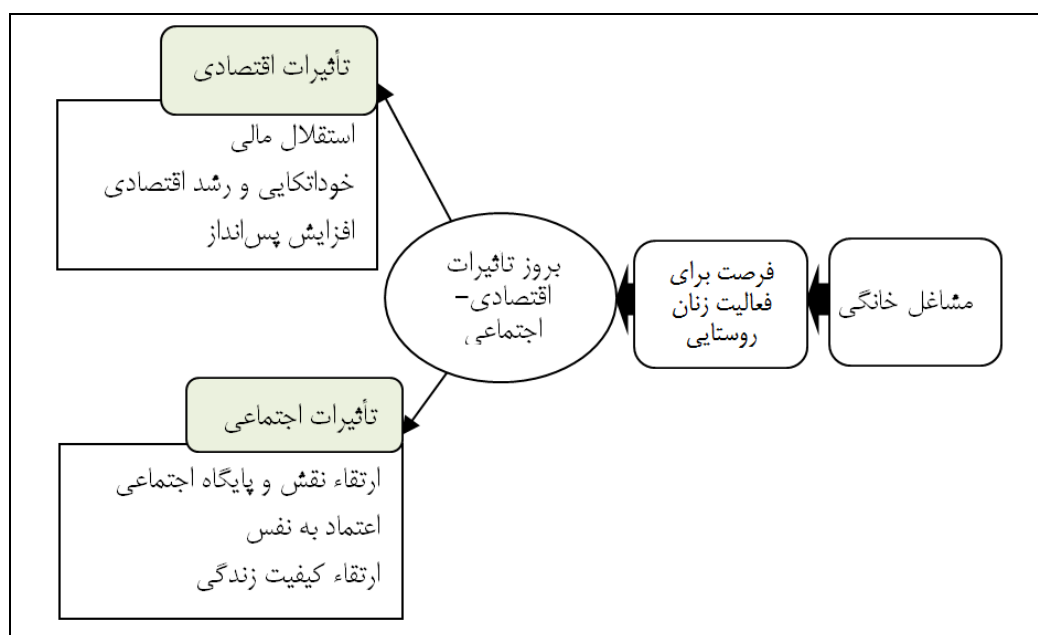 مشاغل خانگی
فرصت برای
فعالیت زنان
روستایی
بروز تاثیرات
اقتصادی-
اجتماعی
تأثیرات اقتصادی
استقلال مالی
خوداتکایی و رشد اقتصادی
افزایش پس‌انداز
تأثیرات اجتماعی
ارتقاء نقش و پایگاه اجتماعی
اعتماد به نفس
ارتقاء کیفیت زندگی